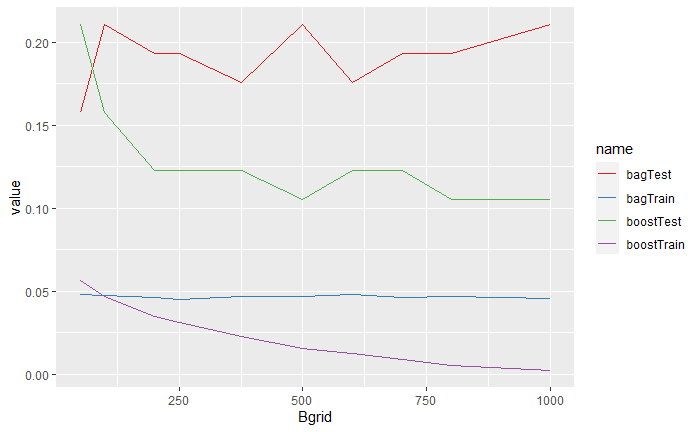 0.20
0.15
0.10
0.05
0.00
value
250
500
750
1000
Bgrid
name
bagTest
bagTrain
boostTest
boostTrain